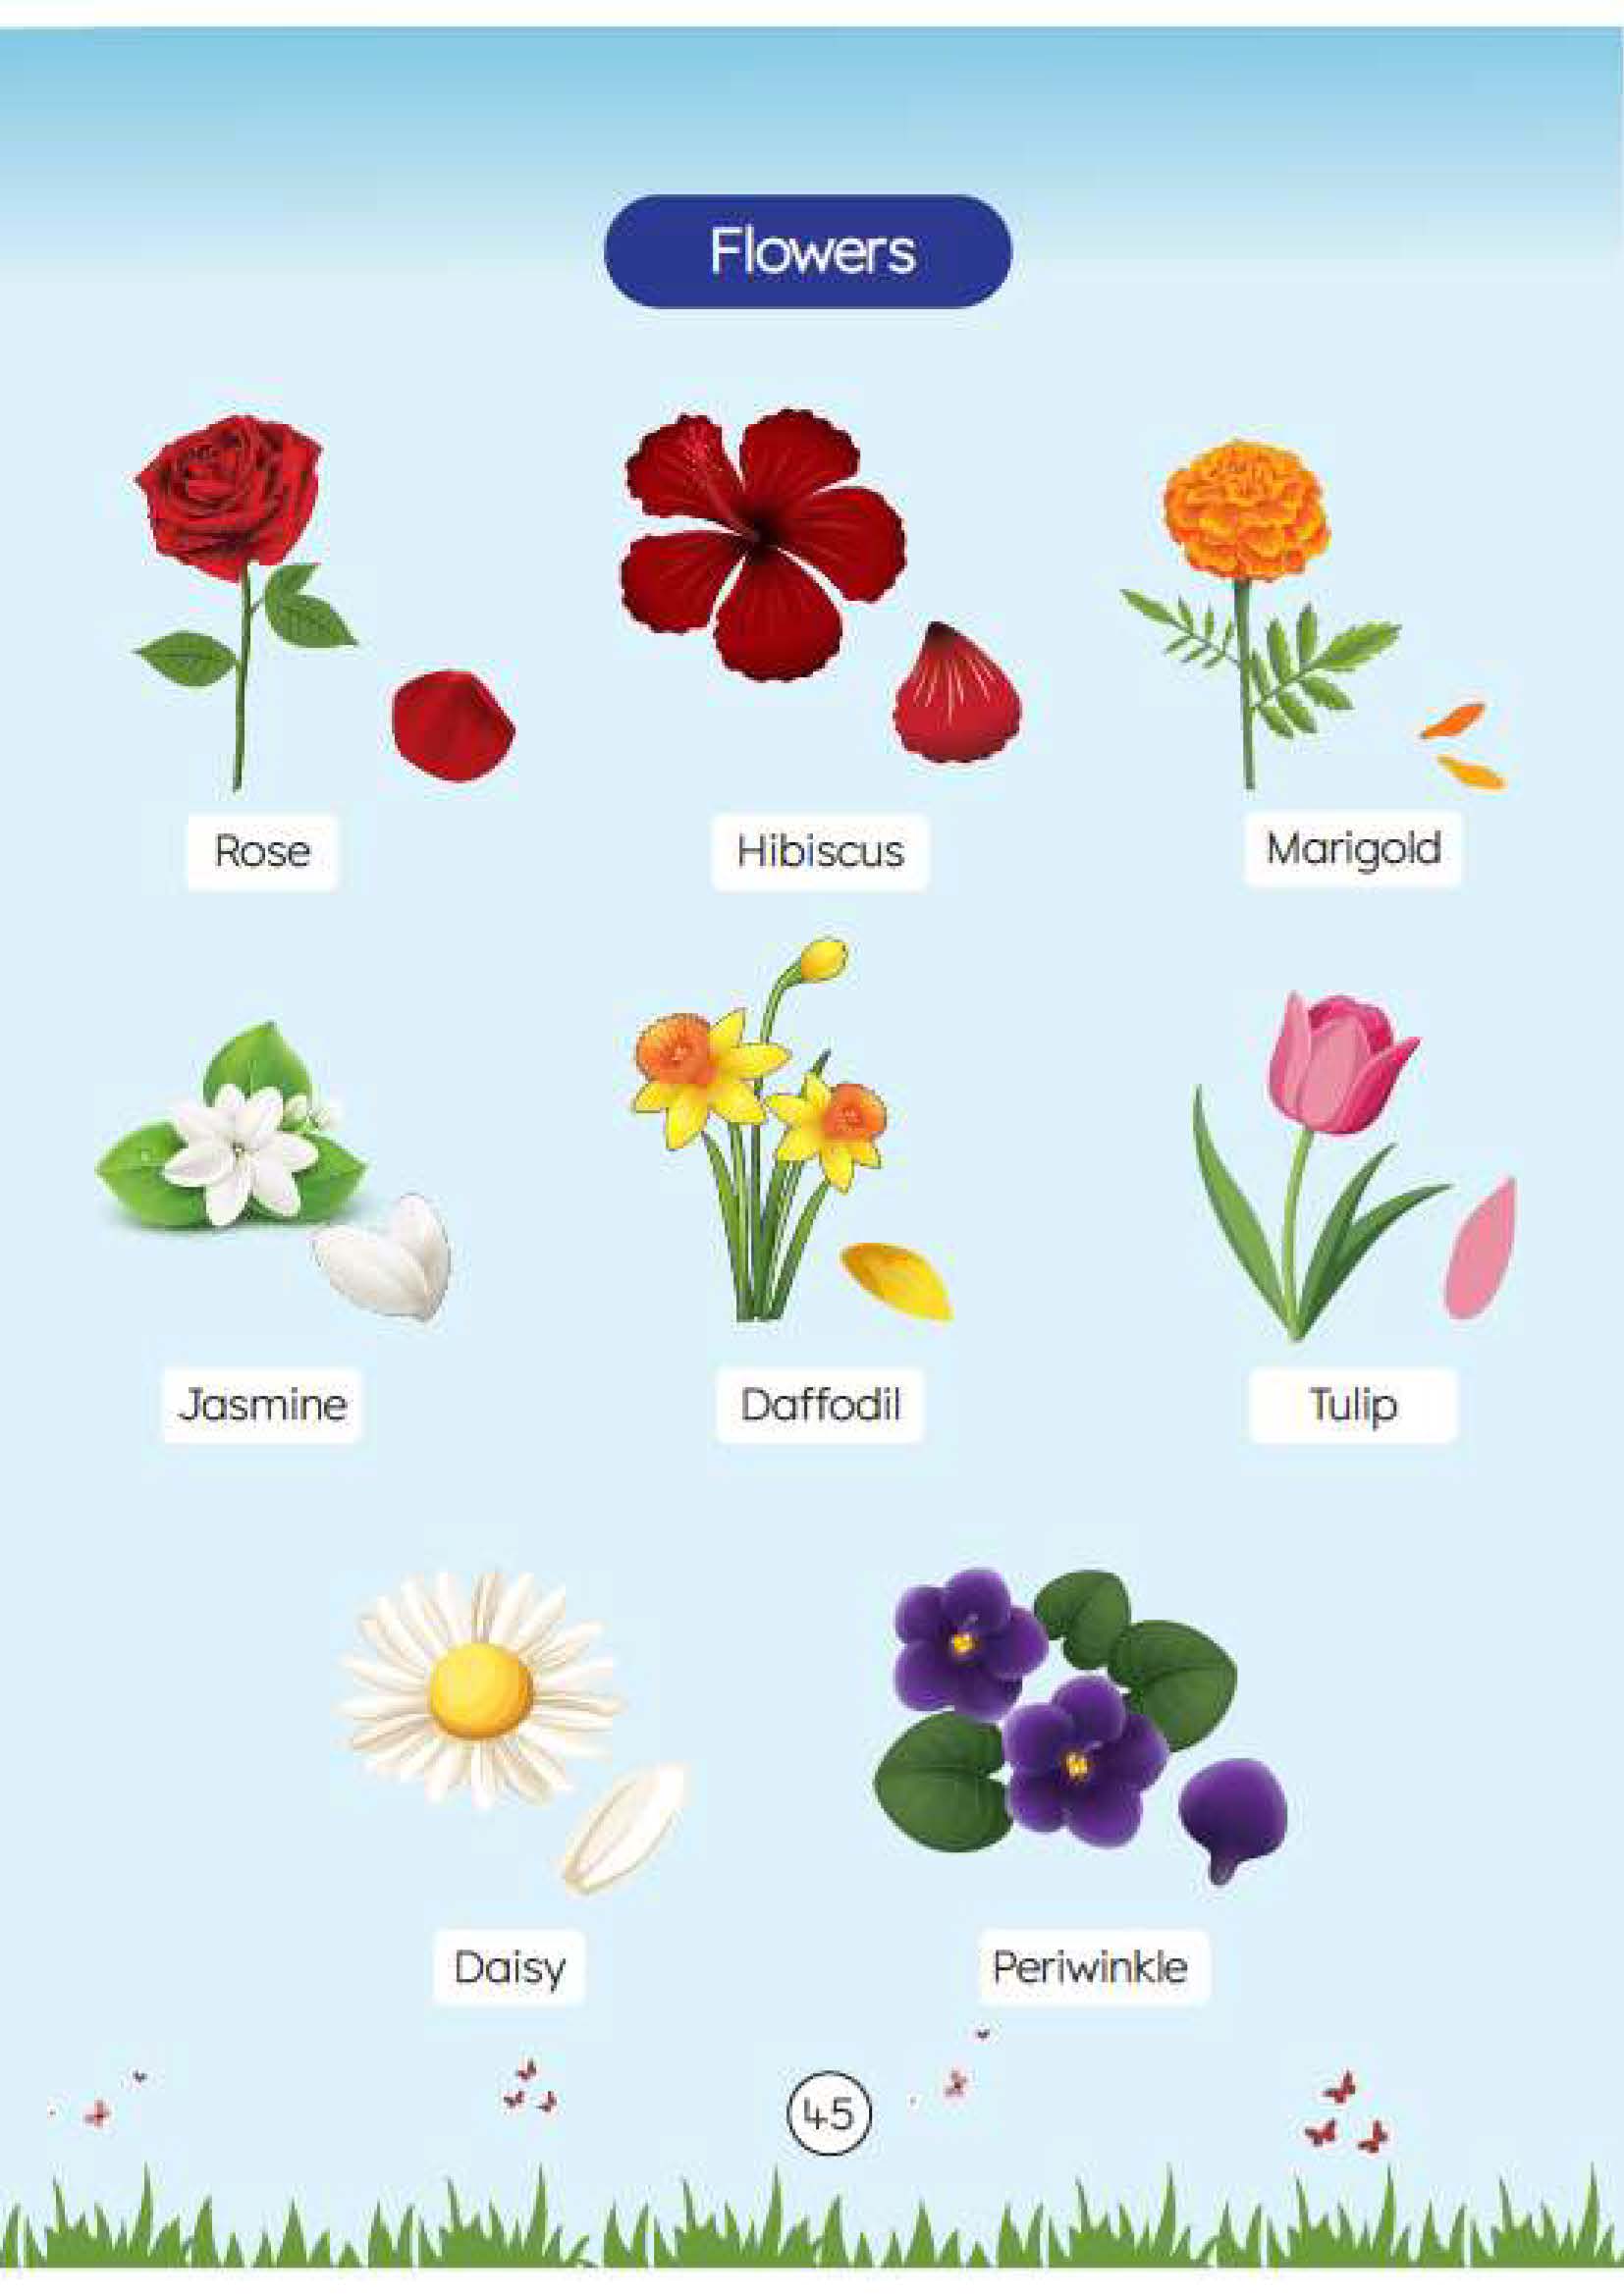 Flowers
Rose
Hibiscus
Marigold
Jasmine
Daffodil
Tulip
Daisy
Periwinkle
45